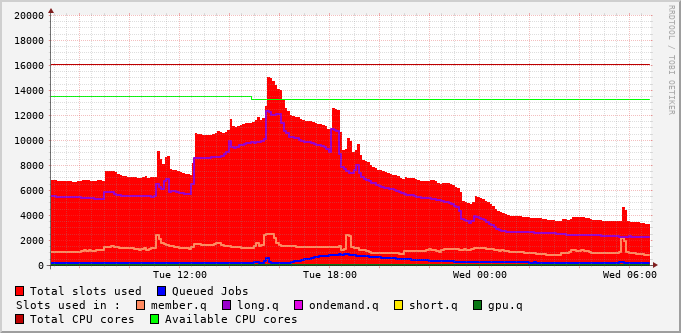 RRDTOOL / TOBI OETIKER
20000
18000
16000
14000
12000
10000
8000
6000
4000
2000
0
Tue 12:00 Tue 18:00 Wed 00:00 Wed 06:00
Total slots used Queued Jobs
Slots used in : member.q long.q ondemand.q short.q gpu.q
Total CPU cores Available CPU cores